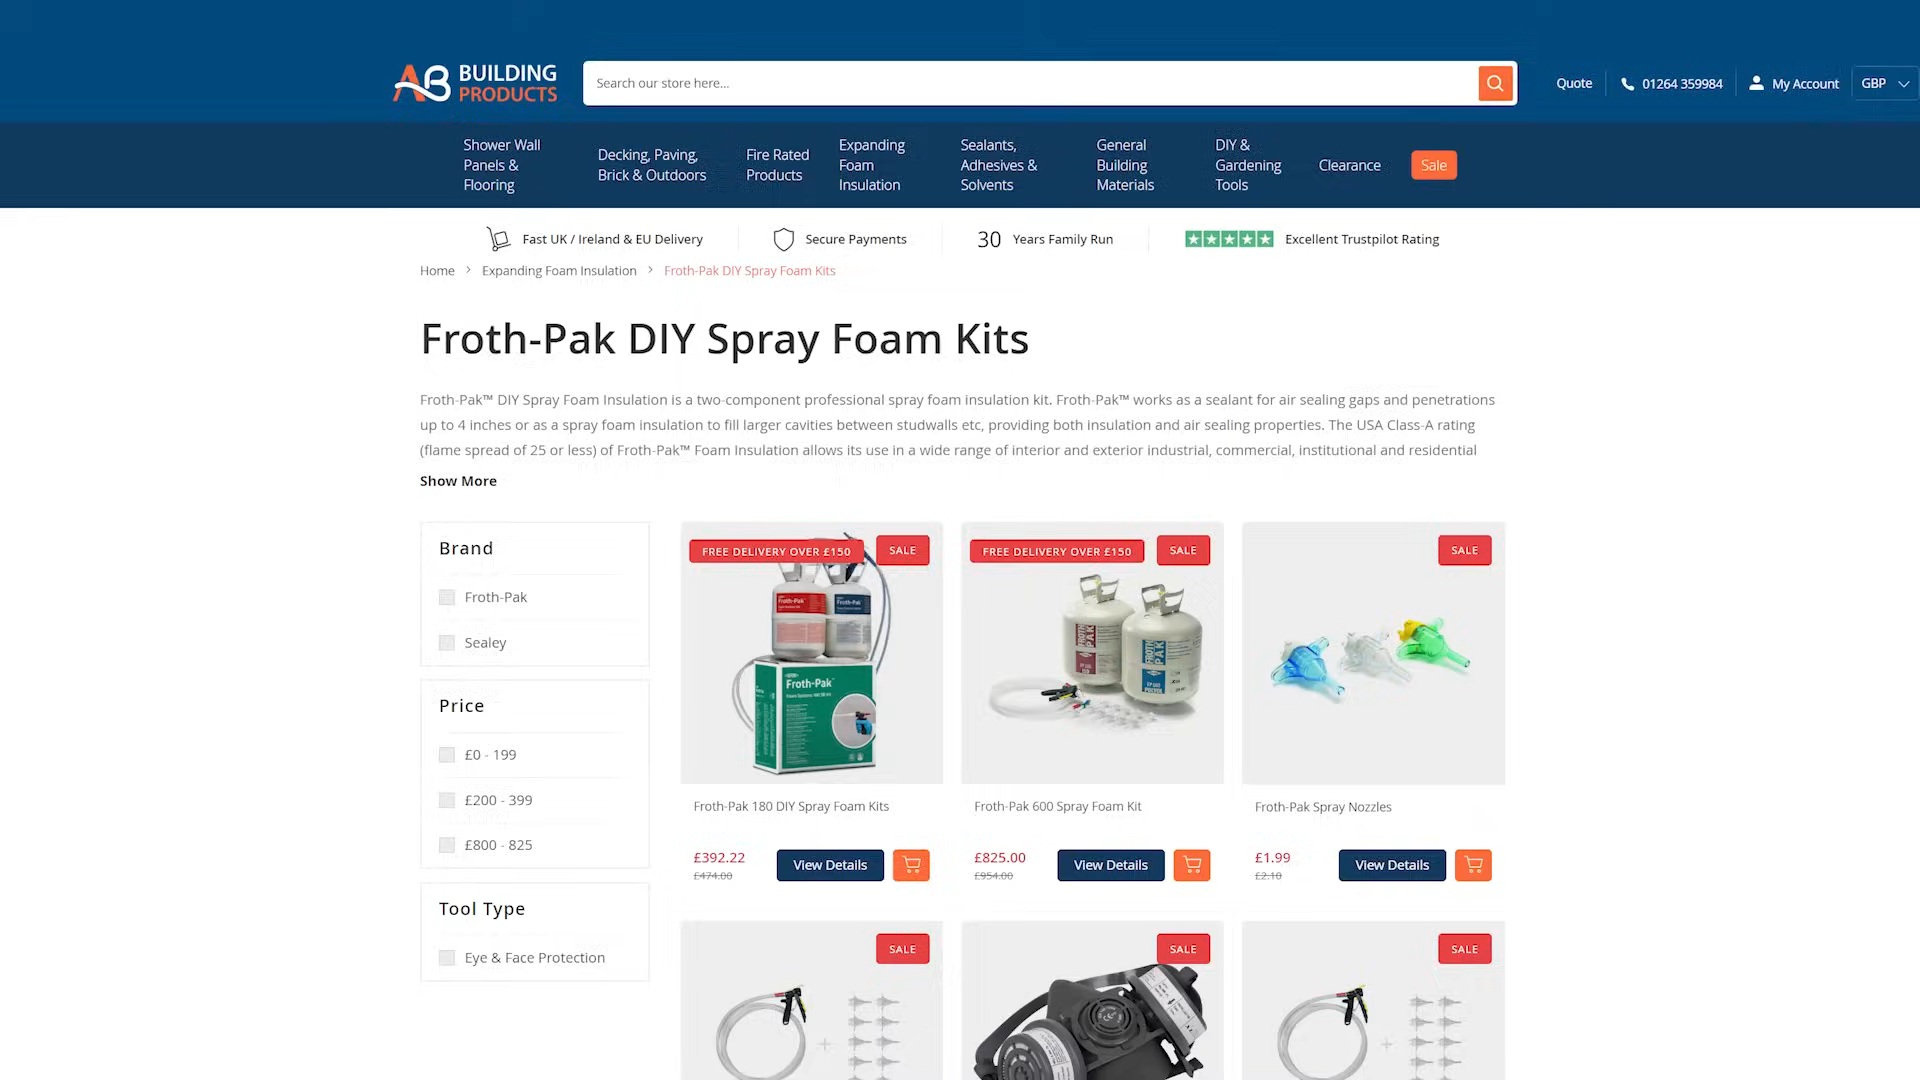 AB BUILDING PRODUCTS
Search our store here...
Quote
01264 359984
My Account
GBP
Shower Wall Panels & Flooring
Decking, Paving, Brick & Outdoors
Fire Rated Products
Expanding Foam Insulation
Sealants, Adhesives & Solvents
General Building Materials
DIY & Gardening Tools
Clearance
Sale
Fast UK / Ireland & EU Delivery
Secure Payments
30 Years Family Run
Excellent Trustpilot Rating
Home
Expanding Foam Insulation
Froth-Pak DIY Spray Foam Kits
Froth-Pak DIY Spray Foam Kits
Froth-Pak™ DIY Spray Foam Insulation is a two-component professional spray foam insulation kit. Froth-Pak™ works as a sealant for air sealing gaps and penetrations
up to 4 inches or as a spray foam insulation to fill larger cavities between studwalls etc, providing both insulation and air sealing properties. The USA Class-A rating
(flame spread of 25 or less) of Froth-Pak™ Foam Insulation allows its use in a wide range of interior and exterior industrial, commercial, institutional and residential
Show More
Brand
Froth-Pak
Sealey
Price
£0 - 199
£200 - 399
£800 - 825
Tool Type
Eye & Face Protection
FREE DELIVERY OVER £150
SALE
Froth-Pak
Froth-Pak
Froth-Pak
Froth-Pak 180 DIY Spray Foam Kits
£392.22
£474.00
View Details
FREE DELIVERY OVER £150
SALE
FROTH PAK
FROTH PAK
Froth-Pak 600 Spray Foam Kit
£825.00
£954.00
View Details
SALE
Froth-Pak Spray Nozzles
£1.99
£2.10
View Details
SALE
SALE
SALE